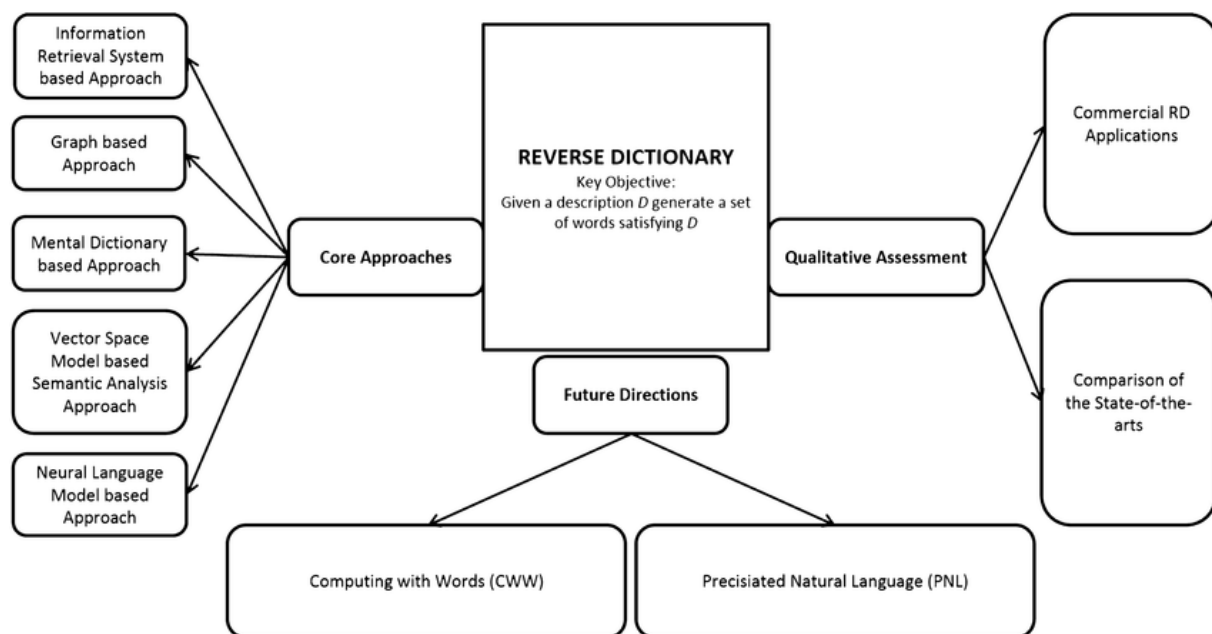 Information
Retrieval System
based Approach
Graph based
Approach
Mental Dictionary
based Approach
Vector Space
Model based
Semantic Analysis
Approach
Neural Language
Model based
Approach
Core Approaches
REVERSE DICTIONARY
Key Objective:
Given a description D generate a set
of words satisfying D
Qualitative Assessment
Commercial RD
Applications
Comparison of
the State-of-the-
arts
Future Directions
Computing with Words (CWW)
Precisiated Natural Language (PNL)